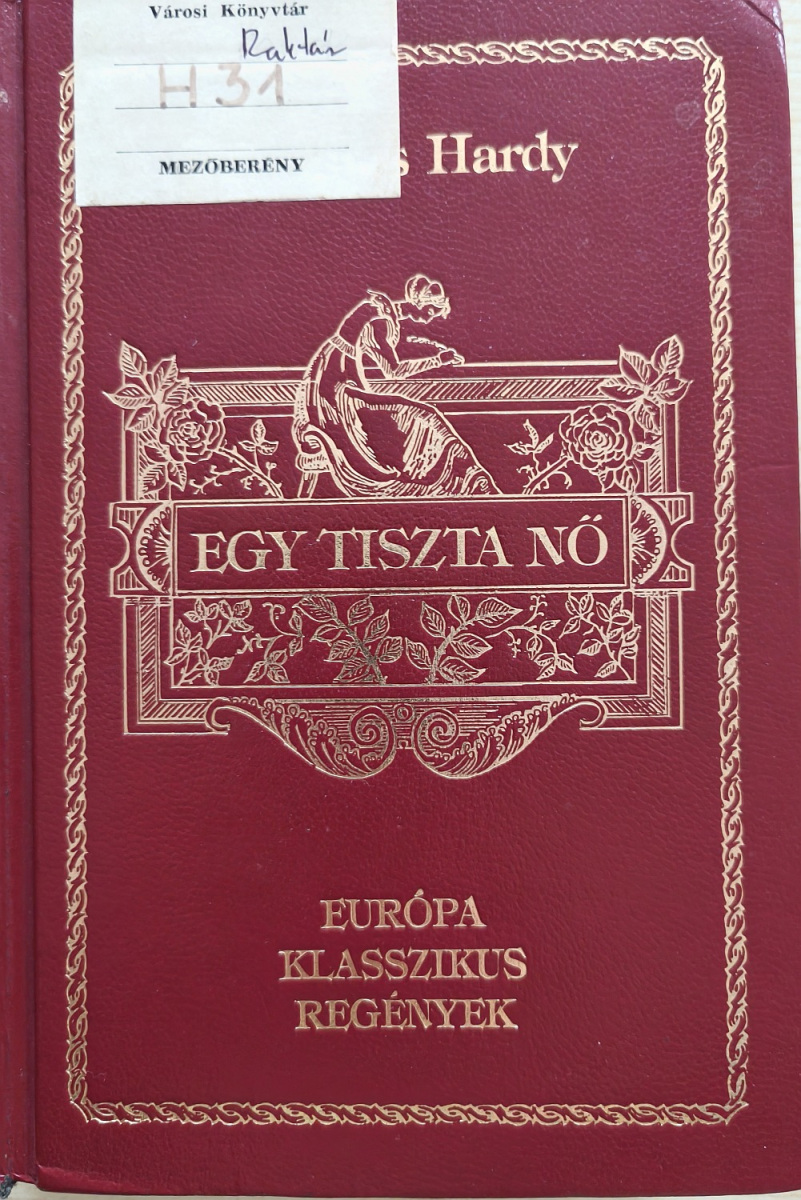 Városi Könyvtár
Raktár
H 31
MEZŐBERÉNY
s Hardy
EGY TISZTA NŐ
EURÓPA
KLASSZIKUS
REGÉNYEK